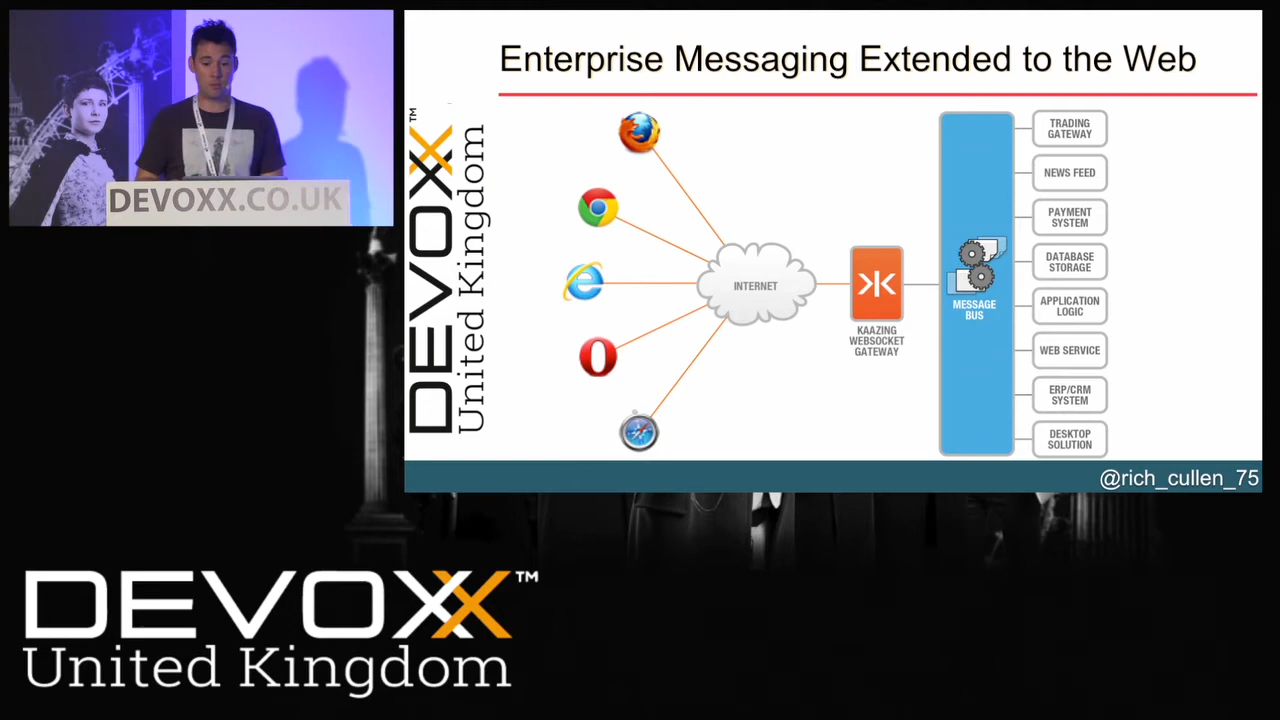 DEVOXX.CO.UK
Enterprise Messaging Extended to the Web
DEVOXX™
United Kingdom
INTERNET
KAAZING
WEBSOCKET
GATEWAY
MESSAGE
BUS
TRADING
GATEWAY
NEWS FEED
PAYMENT
SYSTEM
DATABASE
STORAGE
APPLICATION
LOGIC
WEB SERVICE
ERP/CRM
SYSTEM
DESKTOP
SOLUTION
@rich_cullen_75
DEVOXX™
United Kingdom